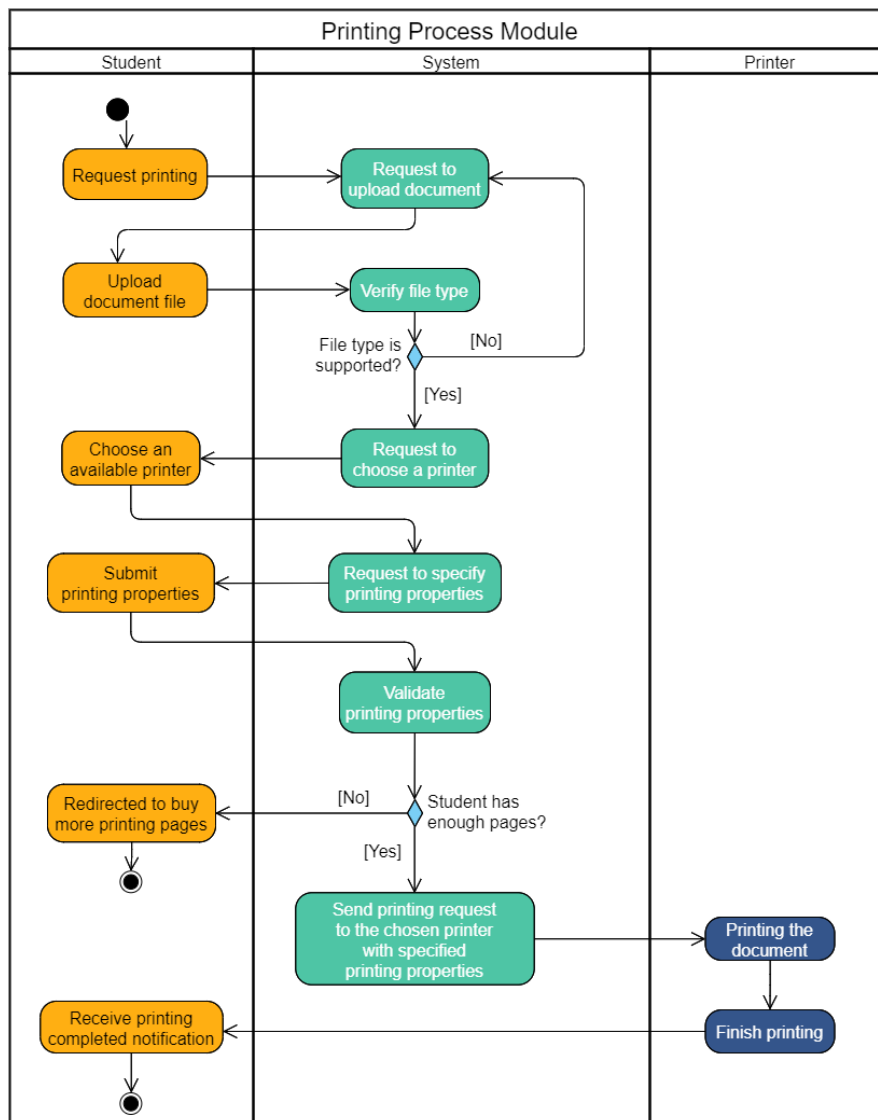 Printing Process Module
Student
System
Printer
Request printing
Request to
upload document
Upload
document file
Verify file type
File type is
supported?
[No]
[Yes]
Choose an
available printer
Request to
choose a printer
Submit
printing properties
Request to specify
printing properties
Validate
printing properties
Redirected to buy
more printing pages
[No]
Student has
enough pages?
[Yes]
Send printing request
to the chosen printer
with specified
printing properties
Printing the
document
Receive printing
completed notification
Finish printing